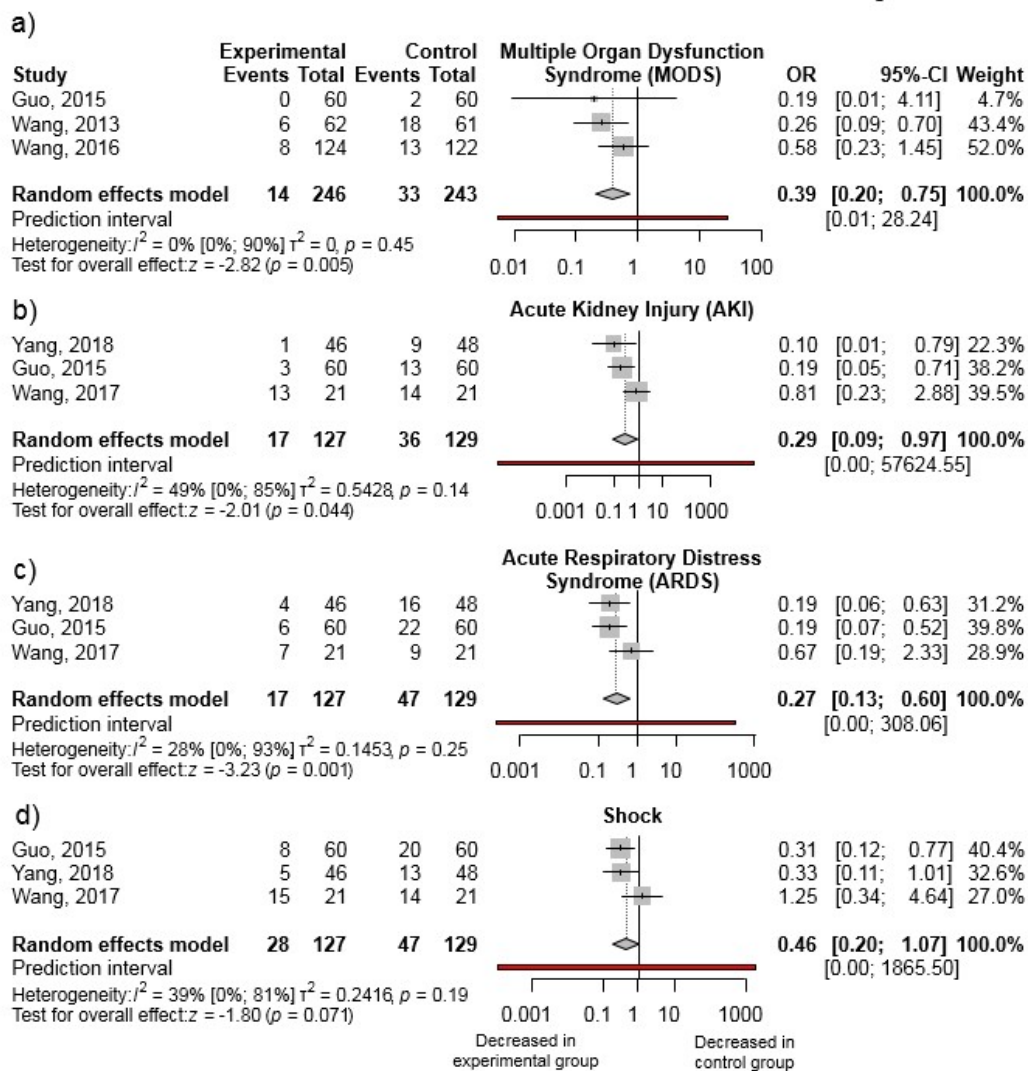 a)
Experimental Control Multiple Organ Dysfunction
Study Events Total Events Total Syndrome (MODS) OR 95%-CI Weight
Guo, 2015 0 60 2 60 0.19 [0.01; 4.11] 4.7%
Wang, 2013 6 62 18 61 0.26 [0.09; 0.70] 43.4%
Wang, 2016 8 124 13 122 0.58 [0.23; 1.45] 52.0%
Random effects model 14 246 33 243 0.39 [0.20; 0.75] 100.0%
Prediction interval [0.01; 28.24]
Heterogeneity: I² = 0% [0%; 90%] τ² = 0, p = 0.45
Test for overall effect: z = -2.82 (p = 0.005)
0.01 0.1 1 10 100
b) Acute Kidney Injury (AKI)
Yang, 2018 1 46 9 48 0.10 [0.01; 0.79] 22.3%
Guo, 2015 3 60 13 60 0.19 [0.05; 0.71] 38.2%
Wang, 2017 13 21 14 21 0.81 [0.23; 2.88] 39.5%
Random effects model 17 127 36 129 0.29 [0.09; 0.97] 100.0%
Prediction interval [0.00; 57624.55]
Heterogeneity: I² = 49% [0%; 85%] τ² = 0.5428, p = 0.14
Test for overall effect: z = -2.01 (p = 0.044)
0.001 0.1 1 10 1000
c) Acute Respiratory Distress
Syndrome (ARDS)
Yang, 2018 4 46 16 48 0.19 [0.06; 0.63] 31.2%
Guo, 2015 6 60 22 60 0.19 [0.07; 0.52] 39.8%
Wang, 2017 7 21 9 21 0.67 [0.19; 2.33] 28.9%
Random effects model 17 127 47 129 0.27 [0.13; 0.60] 100.0%
Prediction interval [0.00; 308.06]
Heterogeneity: I² = 28% [0%; 93%] τ² = 0.1453, p = 0.25
Test for overall effect: z = -3.23 (p = 0.001)
0.001 0.1 1 10 1000
d) Shock
Guo, 2015 8 60 20 60 0.31 [0.12; 0.77] 40.4%
Yang, 2018 5 46 13 48 0.33 [0.11; 1.01] 32.6%
Wang, 2017 15 21 14 21 1.25 [0.34; 4.64] 27.0%
Random effects model 28 127 47 129 0.46 [0.20; 1.07] 100.0%
Prediction interval [0.00; 1865.50]
Heterogeneity: I² = 39% [0%; 81%] τ² = 0.2416, p = 0.19
Test for overall effect: z = -1.80 (p = 0.071)
0.001 0.1 1 10 1000
Decreased in Decreased in
experimental group control group